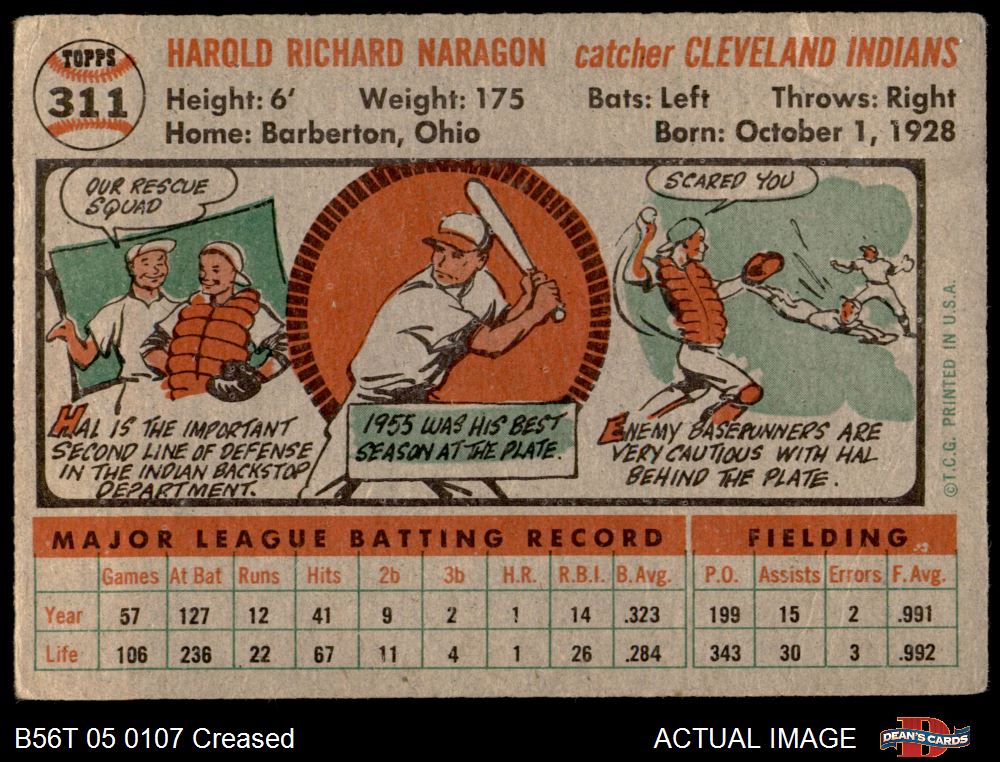 TOPPS
311
HAROLD RICHARD NARAGON catcher CLEVELAND INDIANS
Height: 6' Weight: 175 Bats: Left Throws: Right
Home: Barberton, Ohio Born: October 1, 1928
OUR RESCUE
SQUAD
HAL IS THE IMPORTANT
SECOND LINE OF DEFENSE
IN THE INDIAN BACKSTOP
DEPARTMENT.
1955 WAS HIS BEST
SEASON AT THE PLATE.
SCARED YOU
ENEMY BASERUNNERS ARE
VERY CAUTIOUS WITH HAL
BEHIND THE PLATE.
©T.C.G. PRINTED IN U.S.A.
MAJOR LEAGUE BATTING RECORD FIELDING
Games At Bat Runs Hits 2b 3b H.R. R.B.I. B.Avg. P.O. Assists Errors F. Avg.
Year 57 127 12 41 9 2 1 14 .323 199 15 2 .991
Life 106 236 22 67 11 4 1 26 .284 343 30 3 .992
B56T 05 0107 Creased ACTUAL IMAGE
D
DEAN'S CARDS